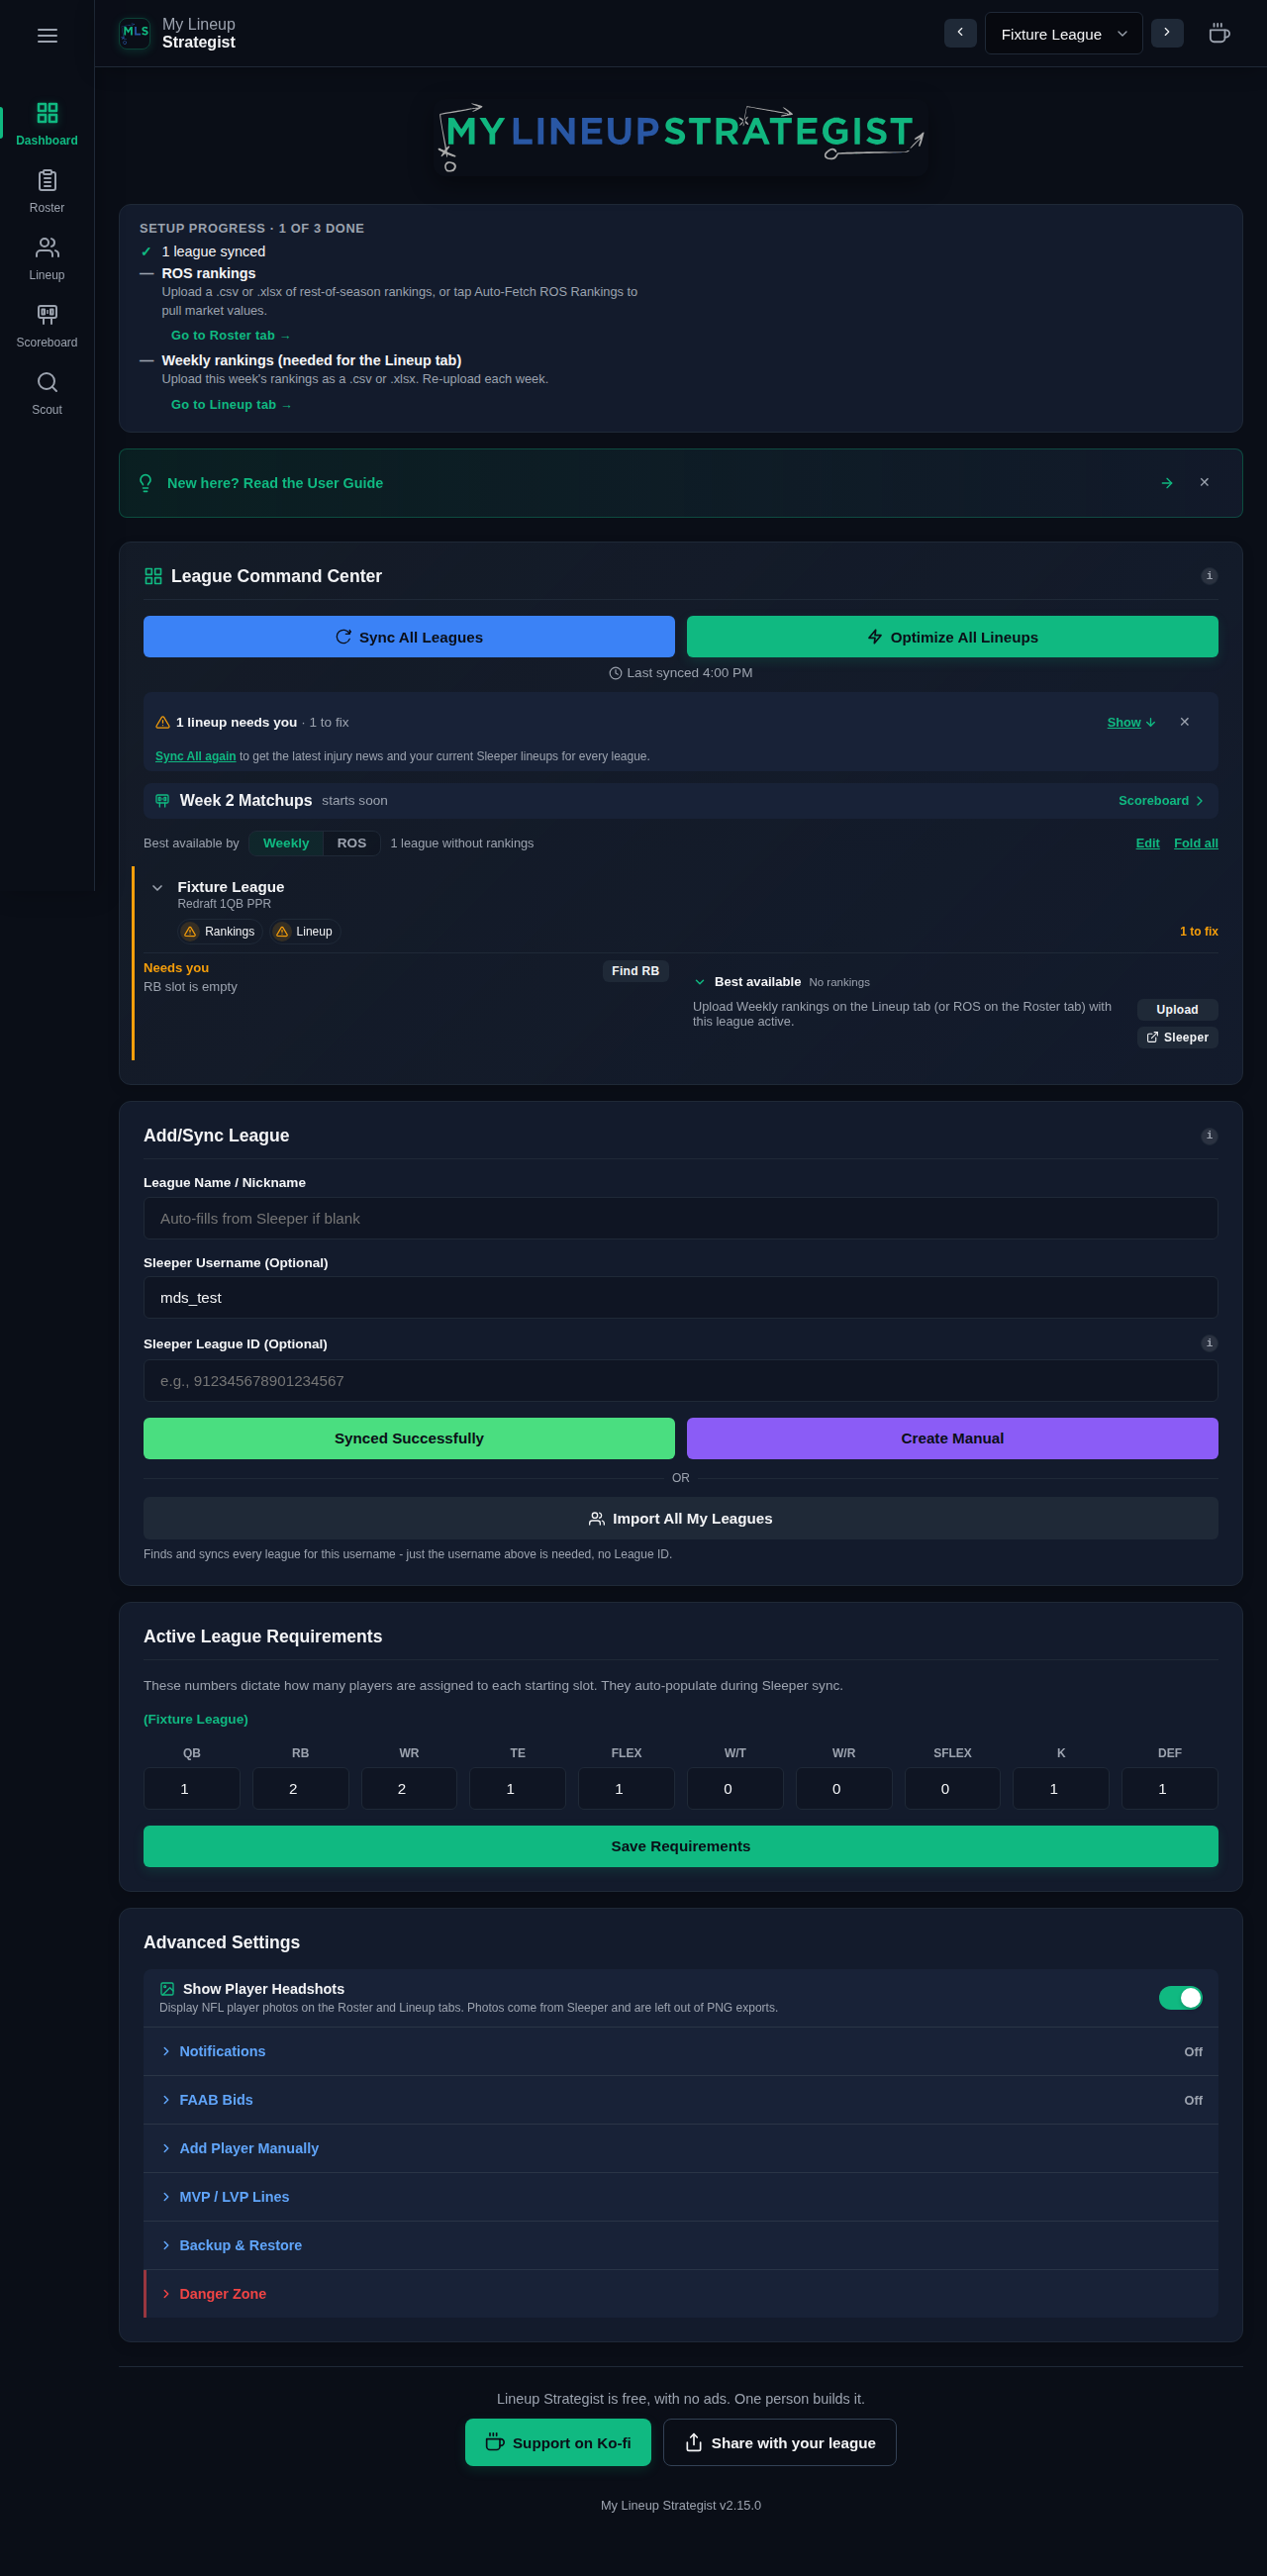 MLS
My Lineup
Strategist
Fixture League
Dashboard
Roster
Lineup
Scoreboard
Scout
MY LINEUP STRATEGIST
SETUP PROGRESS · 1 OF 3 DONE
✓ 1 league synced
— ROS rankings
Upload a .csv or .xlsx of rest-of-season rankings, or tap Auto-Fetch ROS Rankings to
pull market values.
Go to Roster tab →
— Weekly rankings (needed for the Lineup tab)
Upload this week's rankings as a .csv or .xlsx. Re-upload each week.
Go to Lineup tab →
New here? Read the User Guide
League Command Center
i
Sync All Leagues
Optimize All Lineups
Last synced 4:00 PM
1 lineup needs you · 1 to fix
Show
Sync All again to get the latest injury news and your current Sleeper lineups for every league.
Week 2 Matchups starts soon
Scoreboard
Best available by Weekly ROS 1 league without rankings
Edit Fold all
Fixture League
Redraft 1QB PPR
Rankings Lineup
1 to fix
Needs you
RB slot is empty
Find RB
Best available No rankings
Upload Weekly rankings on the Lineup tab (or ROS on the Roster tab) with
this league active.
Upload
Sleeper
Add/Sync League
i
League Name / Nickname
Auto-fills from Sleeper if blank
Sleeper Username (Optional)
mds_test
Sleeper League ID (Optional)
i
e.g., 912345678901234567
Synced Successfully
Create Manual
OR
Import All My Leagues
Finds and syncs every league for this username - just the username above is needed, no League ID.
Active League Requirements
These numbers dictate how many players are assigned to each starting slot. They auto-populate during Sleeper sync.
(Fixture League)
QB RB WR TE FLEX W/T W/R SFLEX K DEF
1 2 2 1 1 0 0 0 1 1
Save Requirements
Advanced Settings
Show Player Headshots
Display NFL player photos on the Roster and Lineup tabs. Photos come from Sleeper and are left out of PNG exports.
Notifications Off
FAAB Bids Off
Add Player Manually
MVP / LVP Lines
Backup & Restore
Danger Zone
Lineup Strategist is free, with no ads. One person builds it.
Support on Ko-fi
Share with your league
My Lineup Strategist v2.15.0